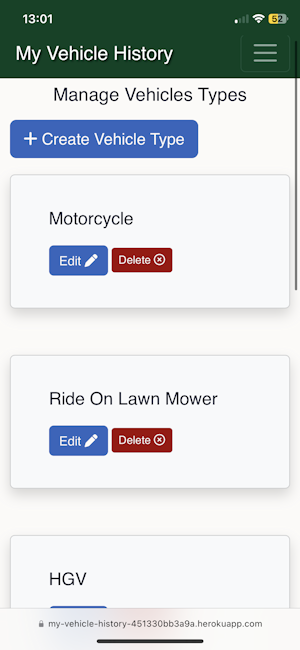 13:01
52
My Vehicle History
Manage Vehicles Types
+ Create Vehicle Type
Motorcycle
Edit
Delete
Ride On Lawn Mower
Edit
Delete
HGV
my-vehicle-history-451330bb3a9a.herokuapp.com